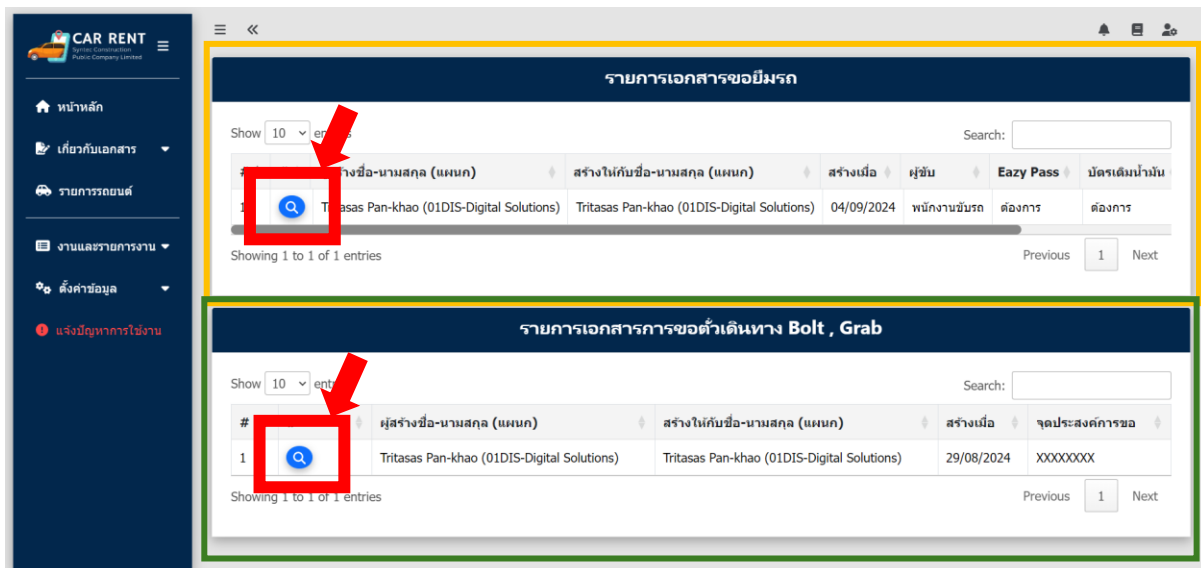 CAR RENT
Syntec Construction
Public Company Limited
หน้าหลัก
เกี่ยวกับเอกสาร
รายการรถยนต์
งานและรายการงาน
ตั้งค่าข้อมูล
แจ้งปัญหาการใช้งาน
รายการเอกสารขอยืมรถ
Show 10
Search:
#
ชื่อ-นามสกุล (แผนก) สร้างให้กับชื่อ-นามสกุล (แผนก) สร้างเมื่อ ผู้ขับ Eazy Pass บัตรเติมน้ำมัน
1 Tritasas Pan-khao (01DIS-Digital Solutions) Tritasas Pan-khao (01DIS-Digital Solutions) 04/09/2024 พนักงานขับรถ ต้องการ ต้องการ
Showing 1 to 1 of 1 entries
Previous 1 Next
รายการเอกสารการขอตั๋วเดินทาง Bolt , Grab
Show 10
Search:
# ผู้สร้างชื่อ-นามสกุล (แผนก) สร้างให้กับชื่อ-นามสกุล (แผนก) สร้างเมื่อ จุดประสงค์การขอ
1 Tritasas Pan-khao (01DIS-Digital Solutions) Tritasas Pan-khao (01DIS-Digital Solutions) 29/08/2024 XXXXXXXX
Showing 1 to 1 of 1 entries
Previous 1 Next